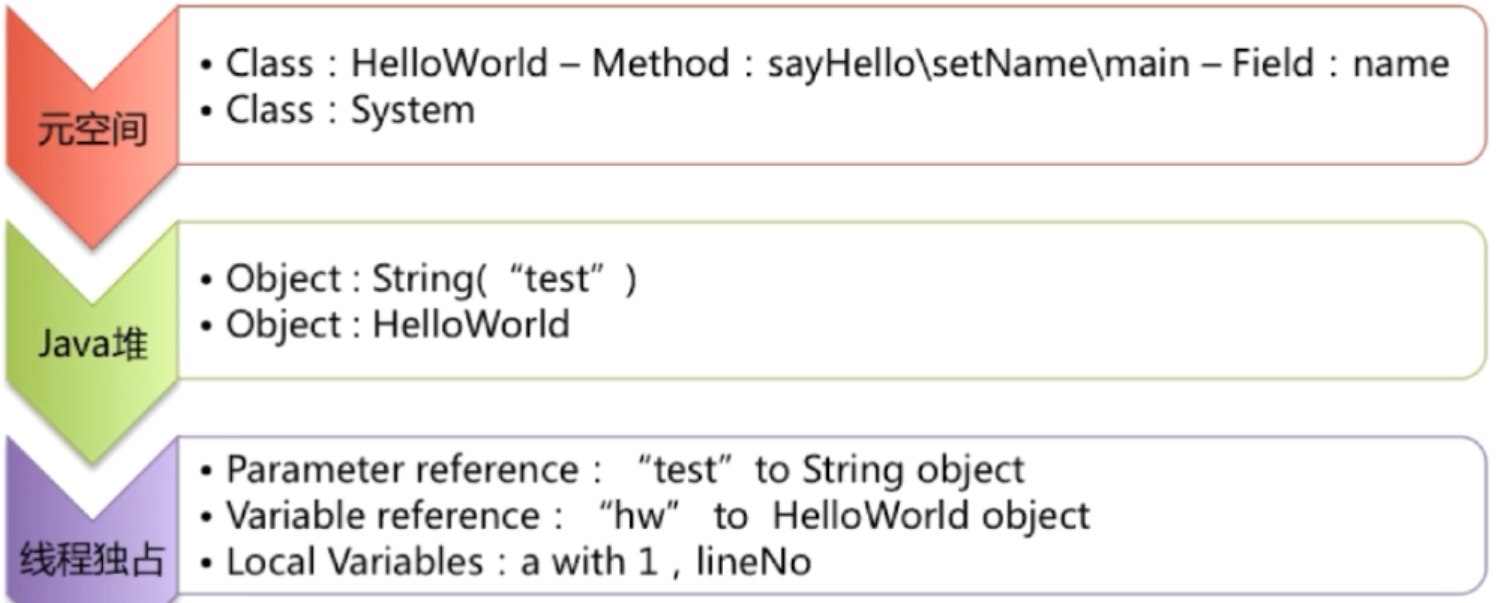 元空间
• Class：HelloWorld – Method：sayHello\setName\main – Field：name
• Class：System
Java堆
• Object : String(“test”)
• Object : HelloWorld
线程独占
• Parameter reference：“test” to String object
• Variable reference：“hw” to HelloWorld object
• Local Variables：a with 1 , lineNo